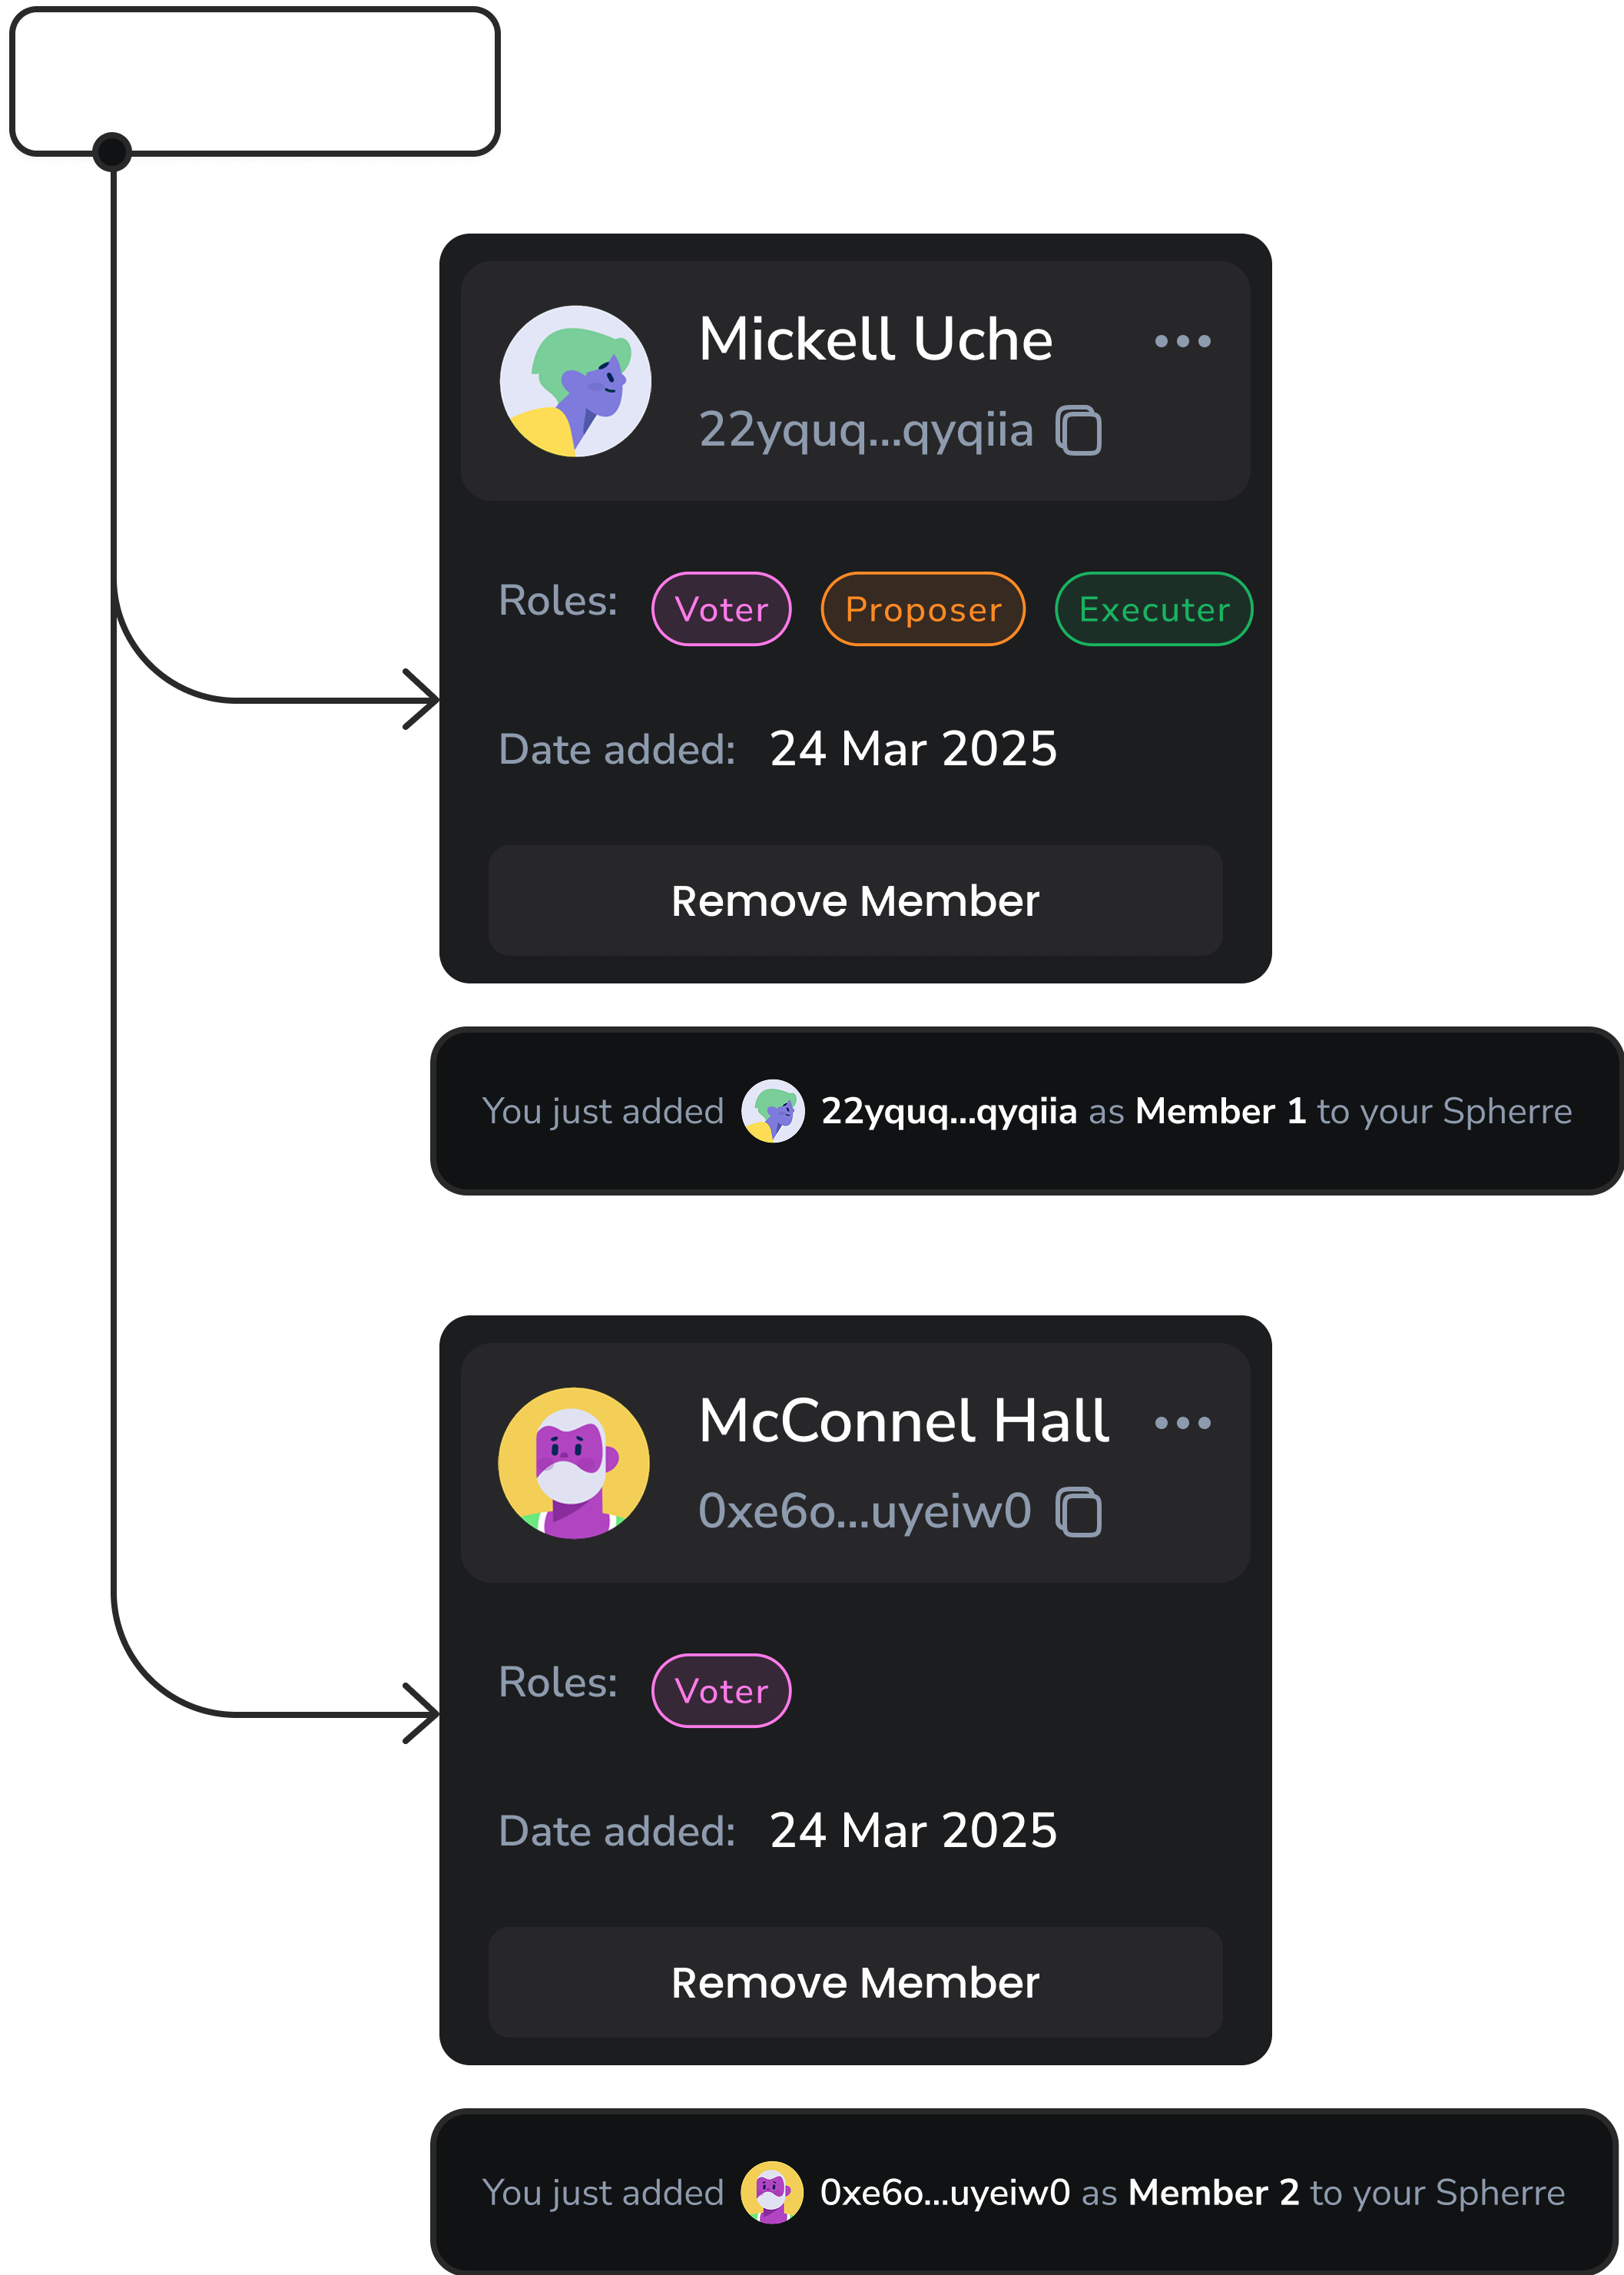 Mickell Uche
22yquq...qyqiia
Roles: Voter Proposer Executer
Date added: 24 Mar 2025
Remove Member
You just added 22yquq...qyqiia as Member 1 to your Spherre
McConnel Hall
0xe6o...uyeiw0
Roles: Voter
Date added: 24 Mar 2025
Remove Member
You just added 0xe6o...uyeiw0 as Member 2 to your Spherre